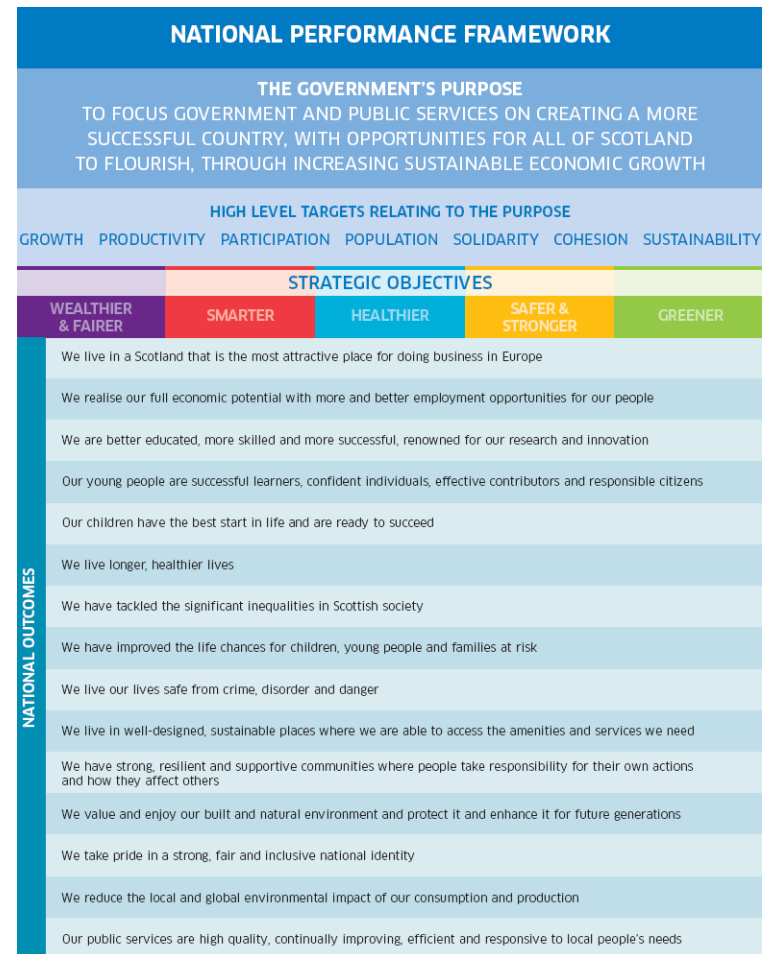 NATIONAL PERFORMANCE FRAMEWORK
THE GOVERNMENT'S PURPOSE
TO FOCUS GOVERNMENT AND PUBLIC SERVICES ON CREATING A MORE
SUCCESSFUL COUNTRY, WITH OPPORTUNITIES FOR ALL OF SCOTLAND
TO FLOURISH, THROUGH INCREASING SUSTAINABLE ECONOMIC GROWTH
HIGH LEVEL TARGETS RELATING TO THE PURPOSE
GROWTH PRODUCTIVITY PARTICIPATION POPULATION SOLIDARITY COHESION SUSTAINABILITY
STRATEGIC OBJECTIVES
WEALTHIER
& FAIRER
SMARTER
HEALTHIER
SAFER &
STRONGER
GREENER
NATIONAL OUTCOMES
We live in a Scotland that is the most attractive place for doing business in Europe
We realise our full economic potential with more and better employment opportunities for our people
We are better educated, more skilled and more successful, renowned for our research and innovation
Our young people are successful learners, confident individuals, effective contributors and responsible citizens
Our children have the best start in life and are ready to succeed
We live longer, healthier lives
We have tackled the significant inequalities in Scottish society
We have improved the life chances for children, young people and families at risk
We live our lives safe from crime, disorder and danger
We live in well-designed, sustainable places where we are able to access the amenities and services we need
We have strong, resilient and supportive communities where people take responsibility for their own actions
and how they affect others
We value and enjoy our built and natural environment and protect it and enhance it for future generations
We take pride in a strong, fair and inclusive national identity
We reduce the local and global environmental impact of our consumption and production
Our public services are high quality, continually improving, efficient and responsive to local people's needs